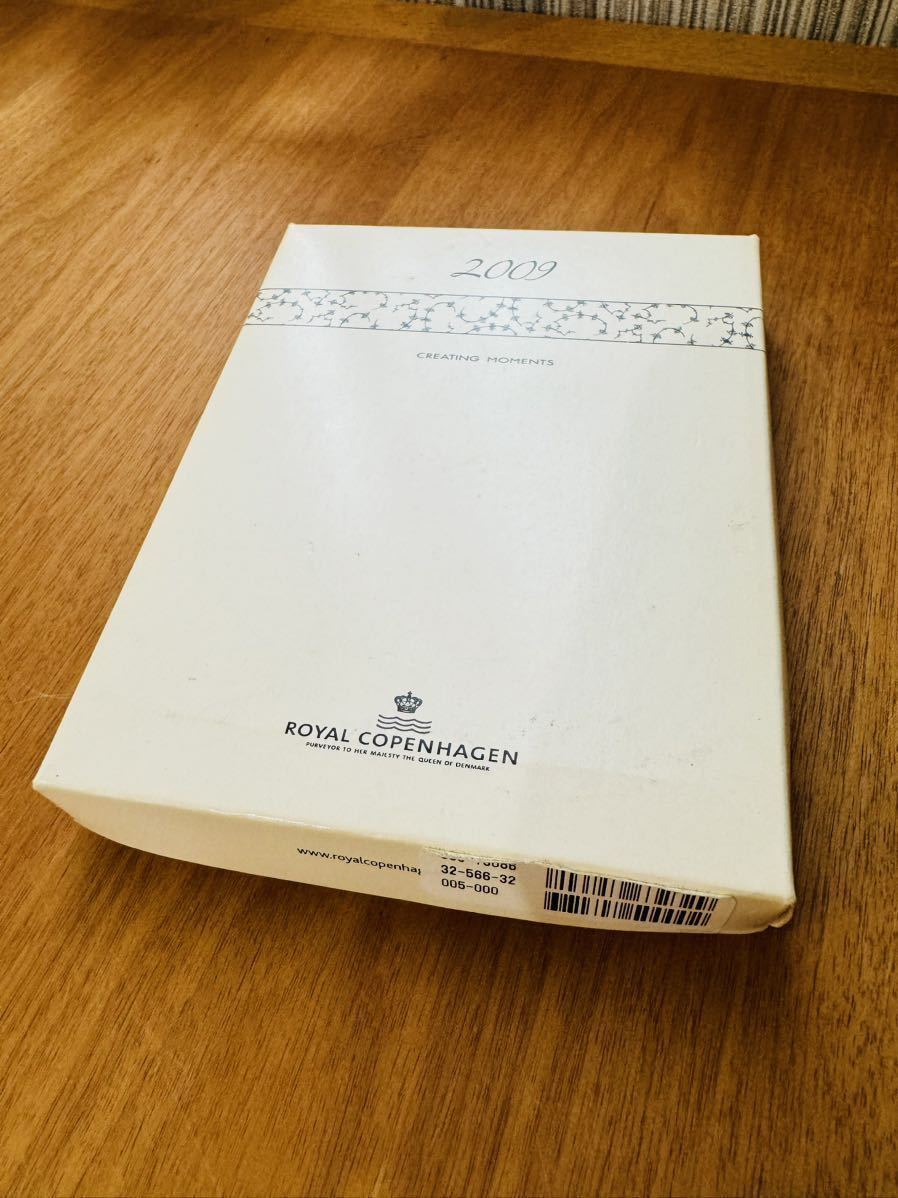 2009
CREATING MOMENTS
ROYAL COPENHAGEN
PURVEYOR TO HER MAJESTY THE QUEEN OF DENMARK
www.royalcopenhag
32-566-32
005-000